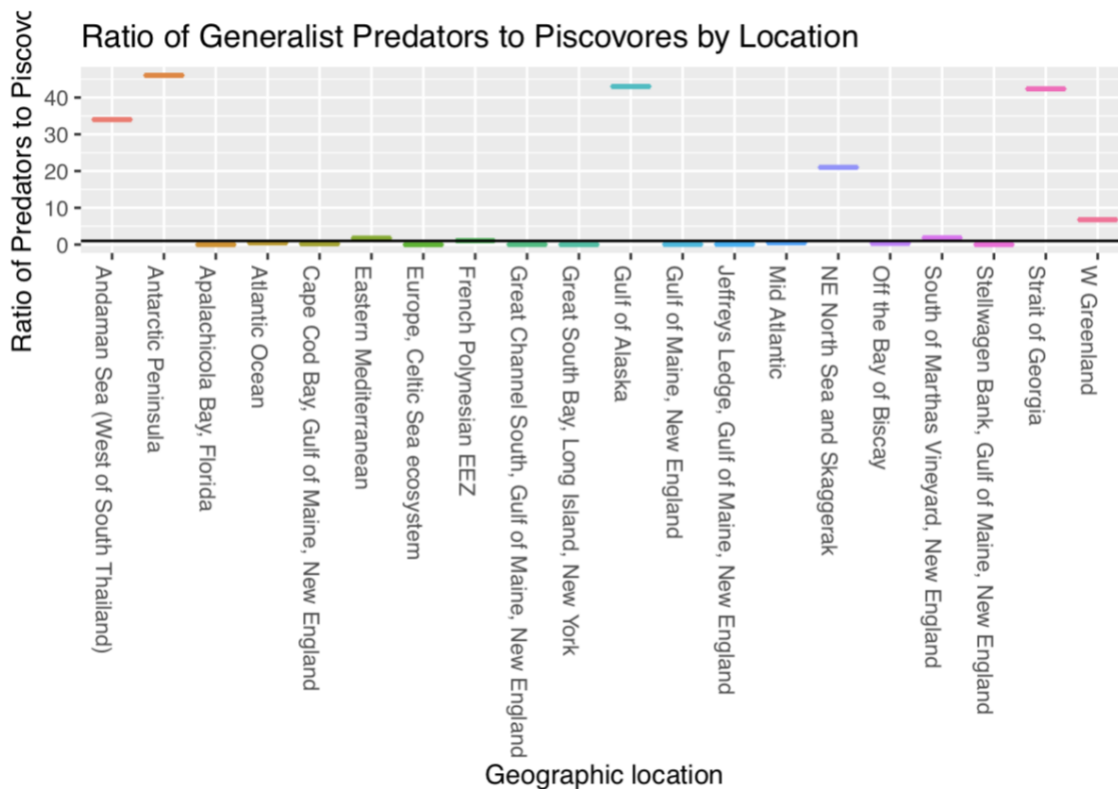 Ratio of Generalist Predators to Piscovores by Location
Ratio of Predators to
40
30
20
10
0
Andaman Sea (West of South Thailand)
Antarctic Peninsula
Apalachicola Bay, Florida
Atlantic Ocean
Cape Cod Bay, Gulf of Maine, New England
Eastern Mediterranean
Europe, Celtic Sea ecosystem
French Polynesian EEZ
Great Channel South, Gulf of Maine, New England
Great South Bay, Long Island, New York
Gulf of Alaska
Gulf of Maine, New England
Jeffreys Ledge, Gulf of Maine, New England
Mid Atlantic
NE North Sea and Skaggerak
Off the Bay of Biscay
South of Marthas Vineyard, New England
Stellwagen Bank, Gulf of Maine, New England
Strait of Georgia
W Greenland
Geographic location